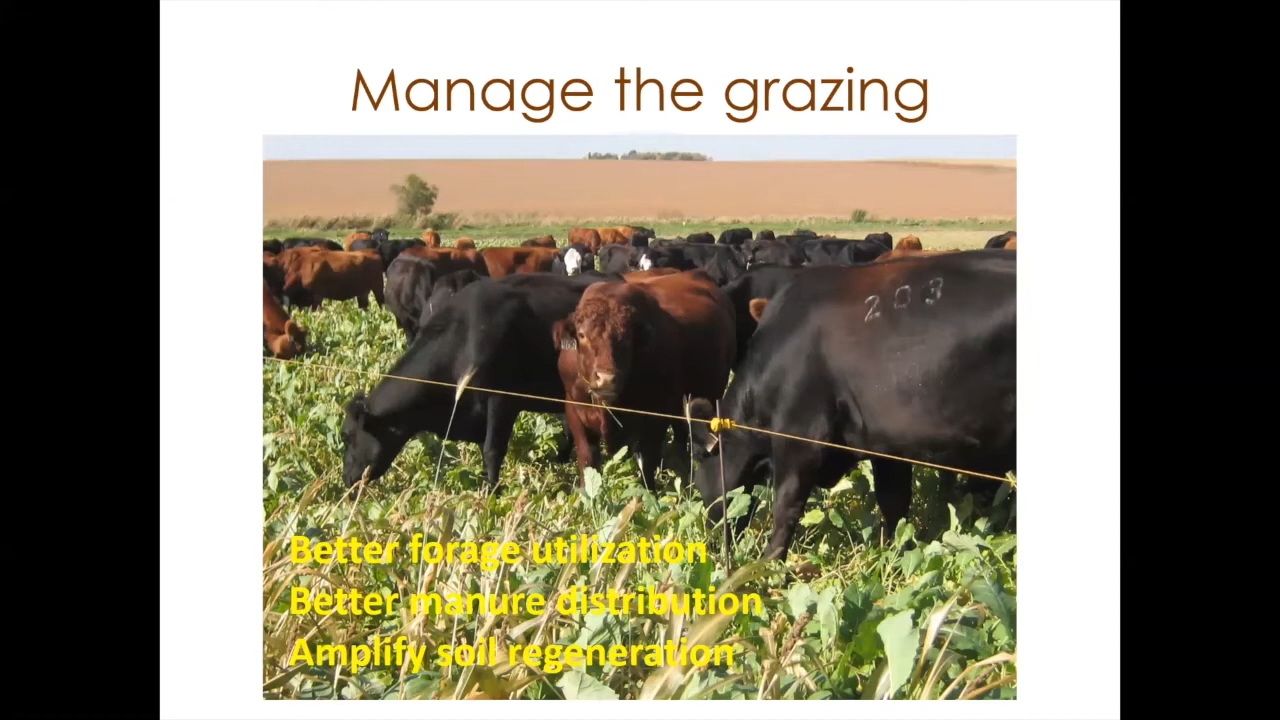 Manage the grazing
203
Better forage utilization
Better manure distribution
Amplify soil regeneration